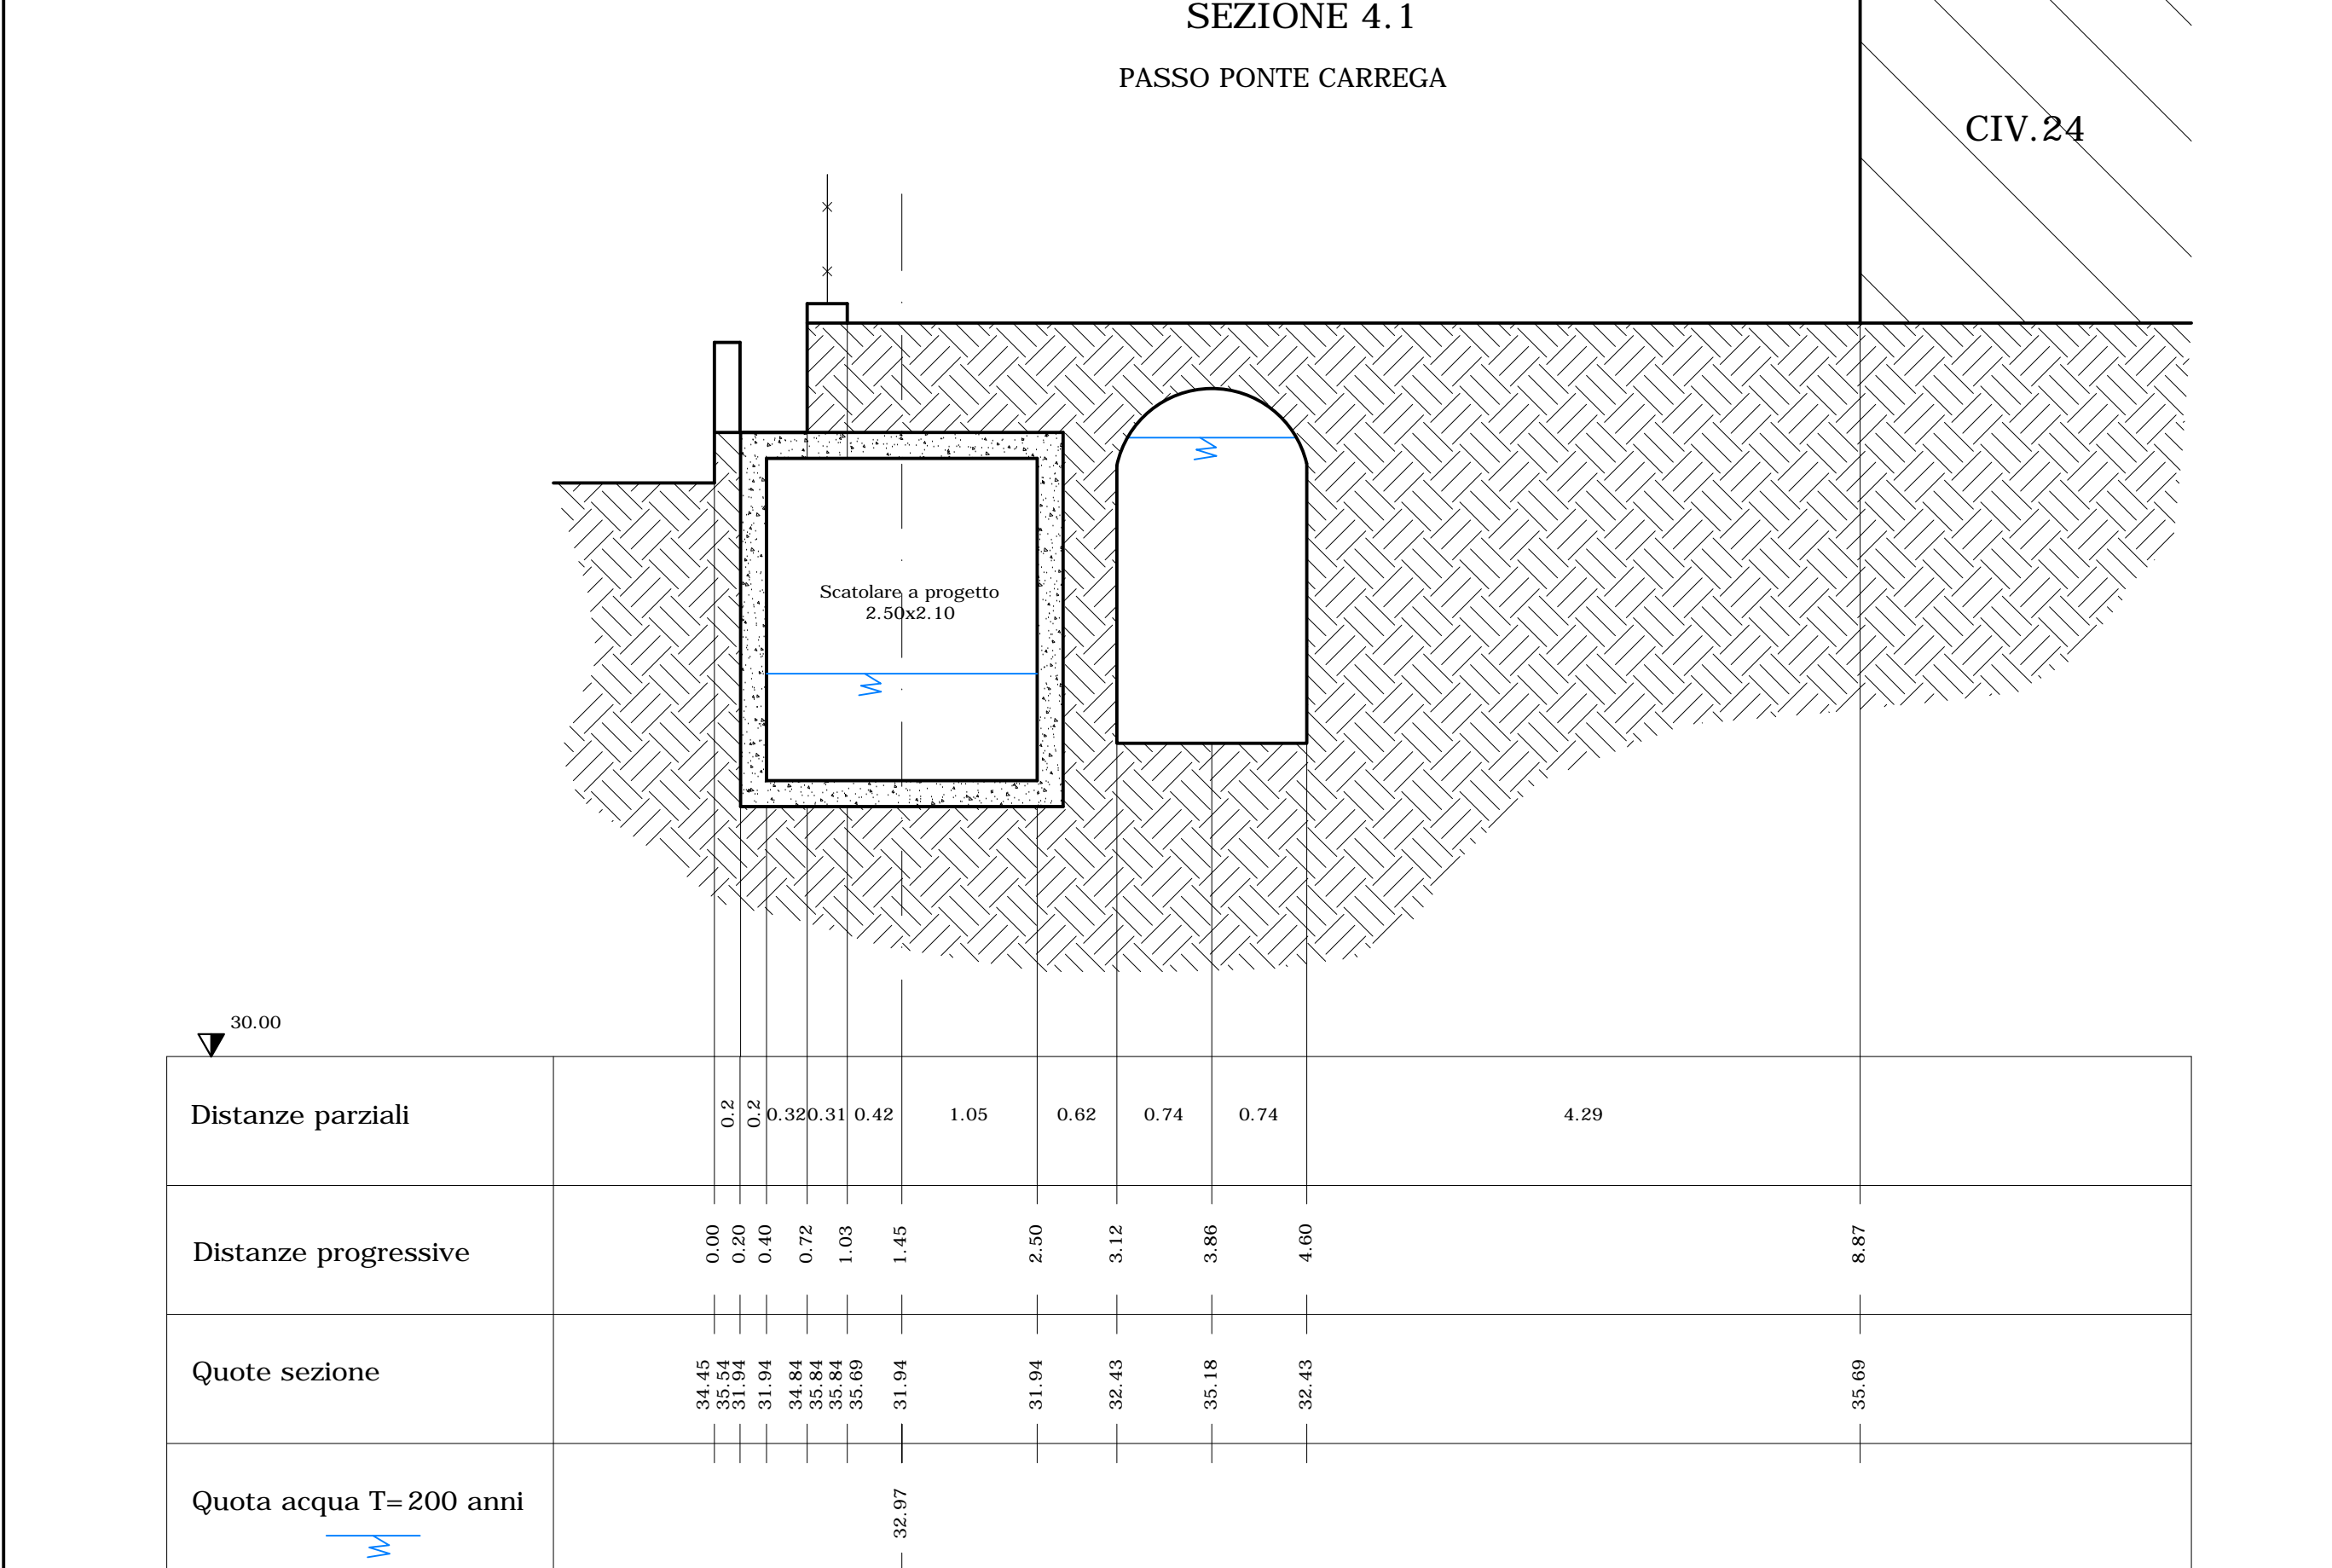 SEZIONE 4.1
PASSO PONTE CARREGA
CIV.24
Scatolare a progetto
2.50x2.10
30.00
Distanze parziali 0.2 0.2 0.32 0.31 0.42 1.05 0.62 0.74 0.74 4.29
Distanze progressive 0.00 0.20 0.40 0.72 1.03 1.45 2.50 3.12 3.86 4.60 8.87
Quote sezione 34.45 35.54 31.94 31.94 34.84 35.84 35.84 35.69 31.94 31.94 32.43 35.18 32.43 35.69
Quota acqua T=200 anni 32.97